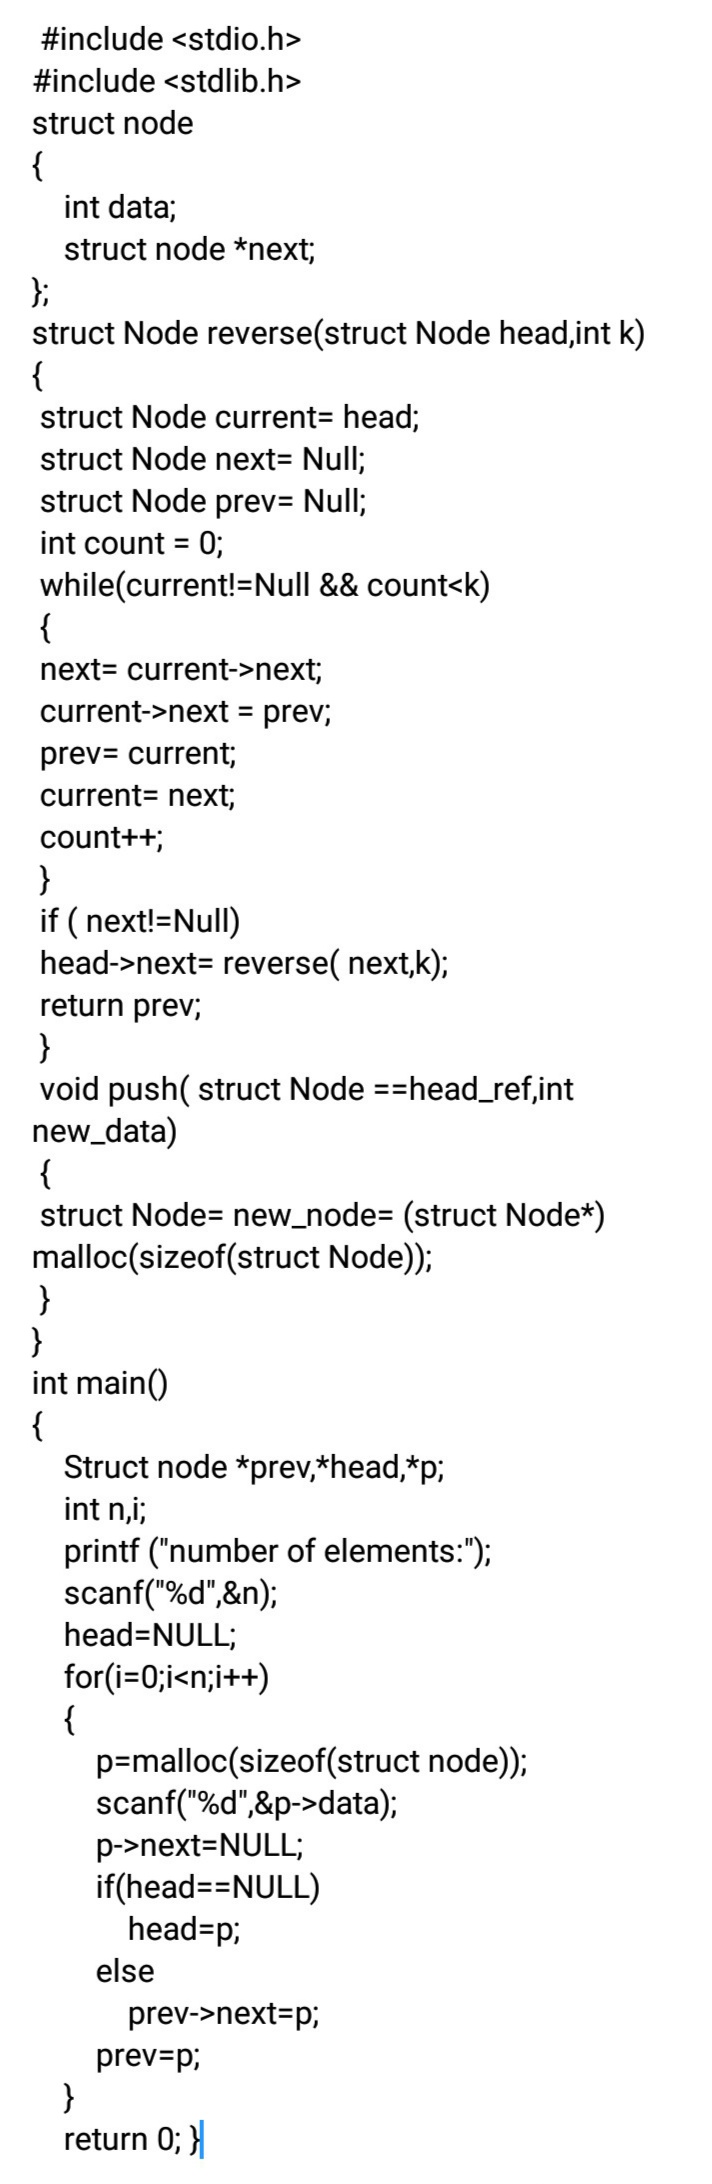 #include <stdio.h>
#include <stdlib.h>
struct node
{
int data;
struct node *next;
};
struct Node reverse(struct Node head,int k)
{
struct Node current= head;
struct Node next= Null;
struct Node prev= Null;
int count = 0;
while(current!=Null && count<k)
{
next= current->next;
current->next = prev;
prev= current;
current= next;
count++;
}
if ( next!=Null)
head->next= reverse( next,k);
return prev;
}
void push( struct Node ==head_ref,int
new_data)
{
struct Node= new_node= (struct Node*)
malloc(sizeof(struct Node));
}
}
int main()
{
Struct node *prev,*head,*p;
int n,i;
printf ("number of elements:");
scanf("%d",&n);
head=NULL;
for(i=0;i<n;i++)
{
p=malloc(sizeof(struct node));
scanf("%d",&p->data);
p->next=NULL;
if(head==NULL)
head=p;
else
prev->next=p;
prev=p;
}
return 0; }